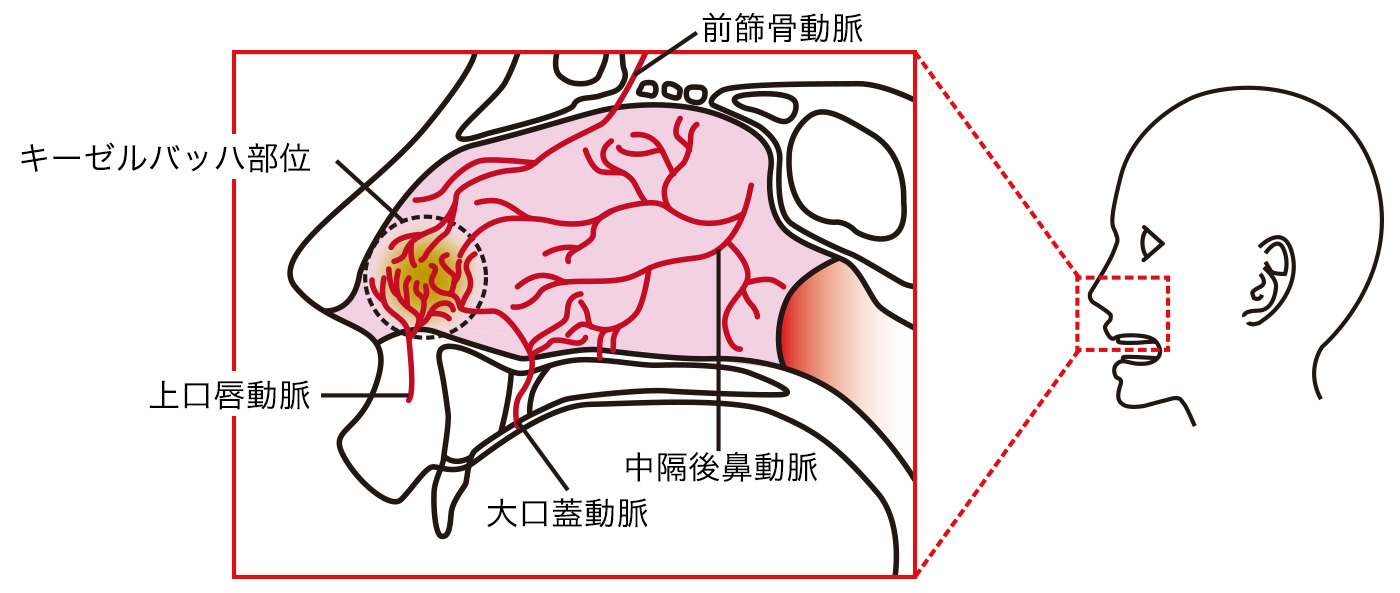 前篩骨動脈
キーゼルバッハ部位
上口唇動脈
中隔後鼻動脈
大口蓋動脈